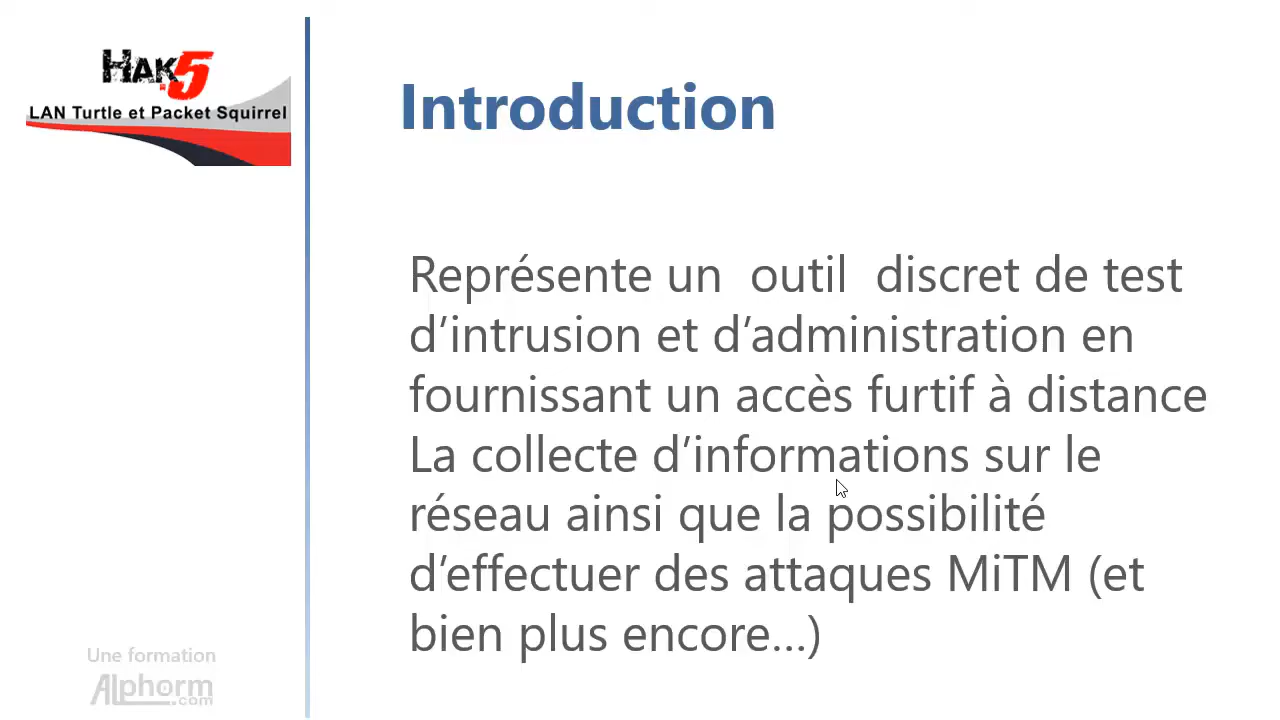 HAK.5
LAN Turtle et Packet Squirrel
Introduction
Représente un outil discret de test
d’intrusion et d’administration en
fournissant un accès furtif à distance
La collecte d’informations sur le
réseau ainsi que la possibilité
d’effectuer des attaques MiTM (et
bien plus encore…)
Une formation
Alphorm
.com